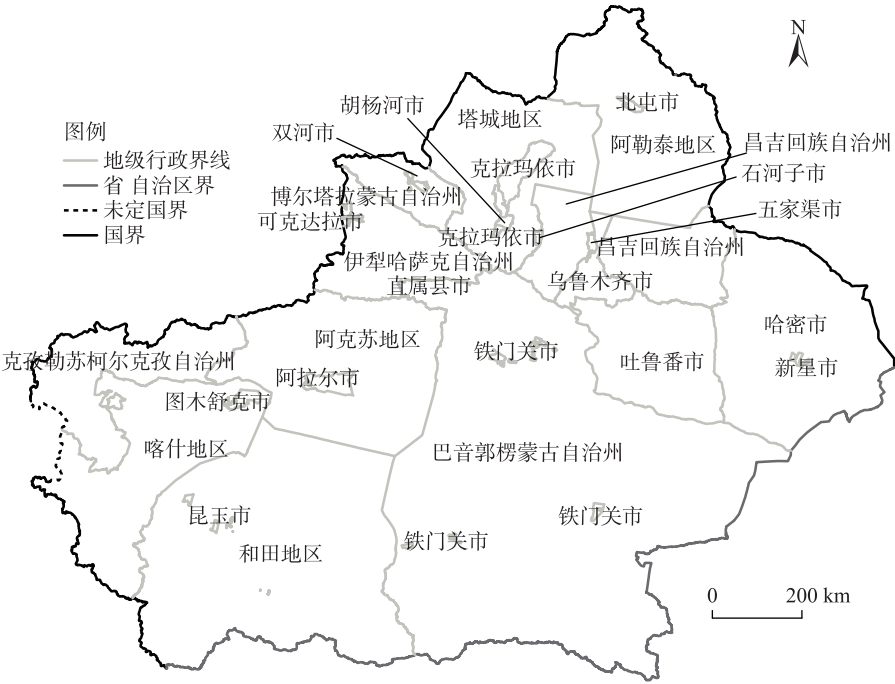 N
胡杨河市
塔城地区
北屯市
双河市
阿勒泰地区
昌吉回族自治州
图例
地级行政界线
省 自治区界
未定国界
国界
克拉玛依市
石河子市
博尔塔拉蒙古自治州
可克达拉市
五家渠市
克拉玛依市
昌吉回族自治州
伊犁哈萨克自治州
直属县市
乌鲁木齐市
哈密市
阿克苏地区
铁门关市
吐鲁番市
新星市
克孜勒苏柯尔克孜自治州
阿拉尔市
图木舒克市
喀什地区
巴音郭楞蒙古自治州
昆玉市
铁门关市
铁门关市
和田地区
0 200 km